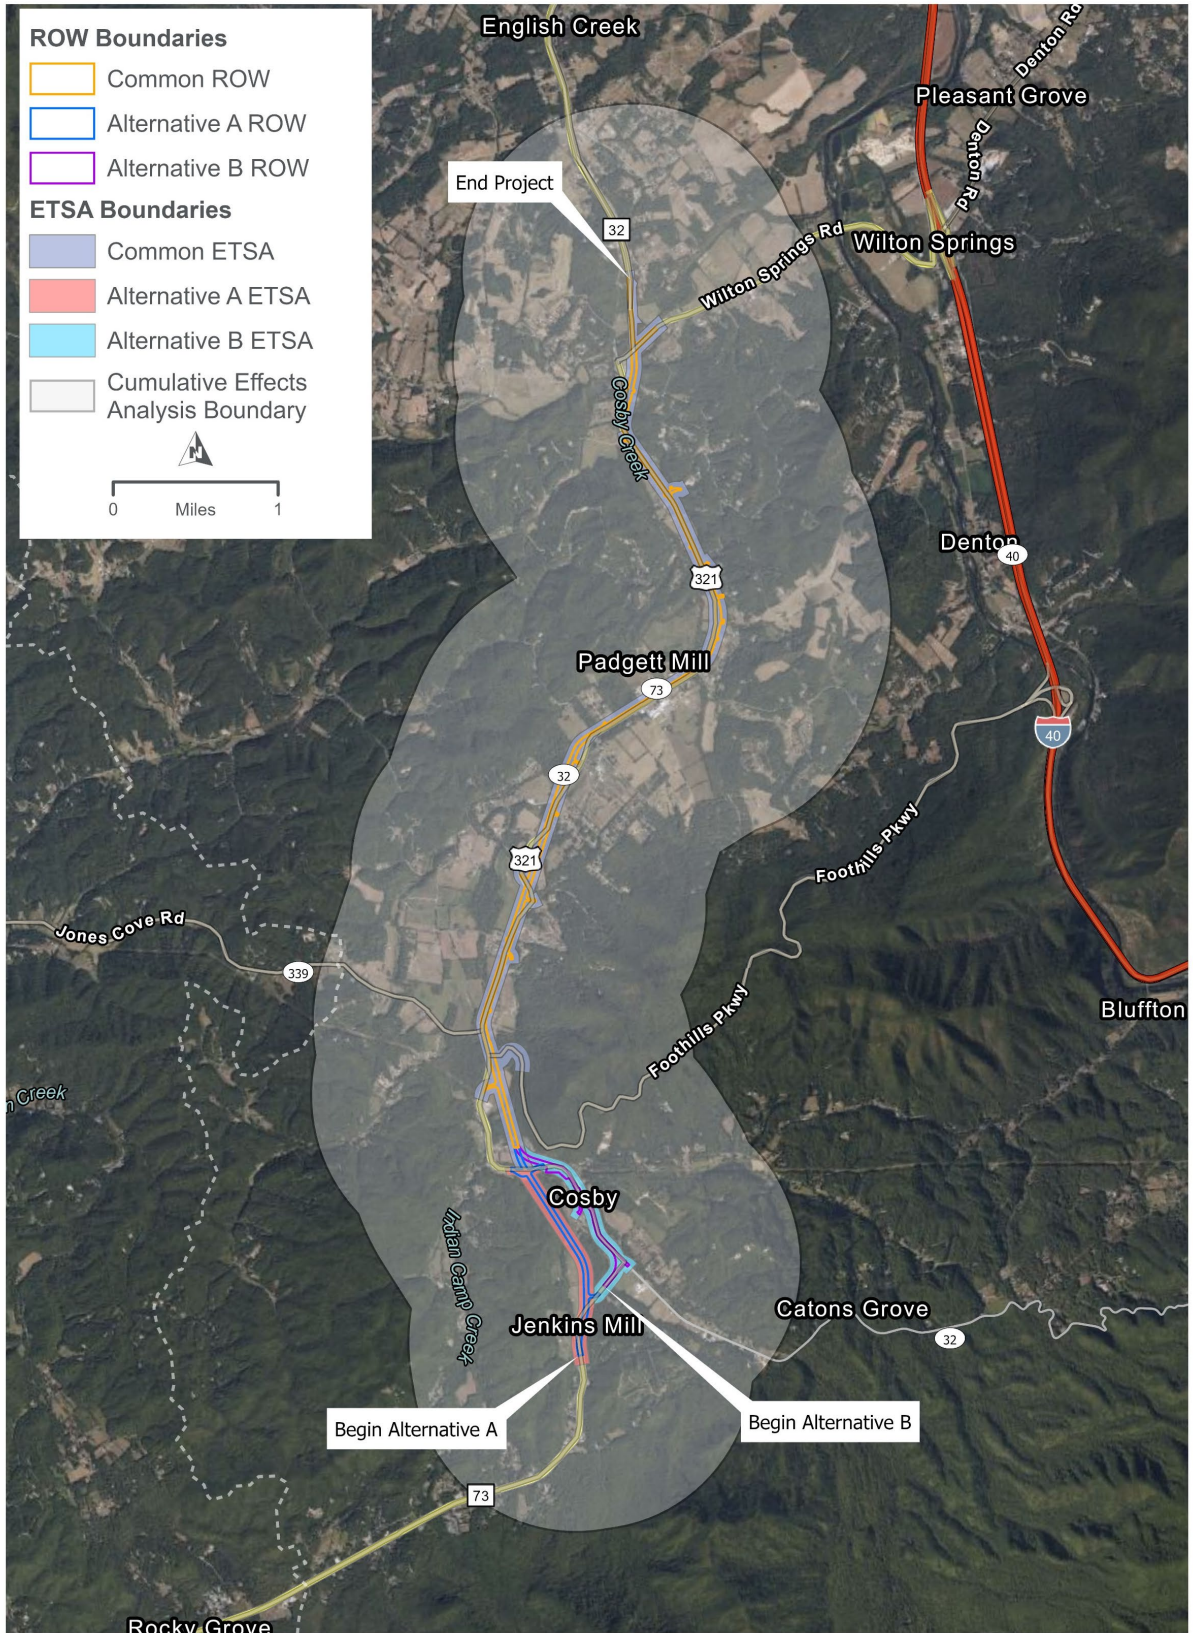 ROW Boundaries
Common ROW
Alternative A ROW
Alternative B ROW
ETSA Boundaries
Common ETSA
Alternative A ETSA
Alternative B ETSA
Cumulative Effects
Analysis Boundary
N
0 Miles 1
English Creek
Denton Rd
Pleasant Grove
Denton Rd
End Project
32
Wilton Springs Rd
Wilton Springs
Cosby Creek
Denton
40
321
Padgett Mill
73
40
32
321
Foothills Pkwy
Jones Cove Rd
339
Bluffton
Foothills Pkwy
n Creek
Cosby
Indian Camp Creek
Catons Grove
Jenkins Mill
32
Begin Alternative A
Begin Alternative B
73
Rocky Grove